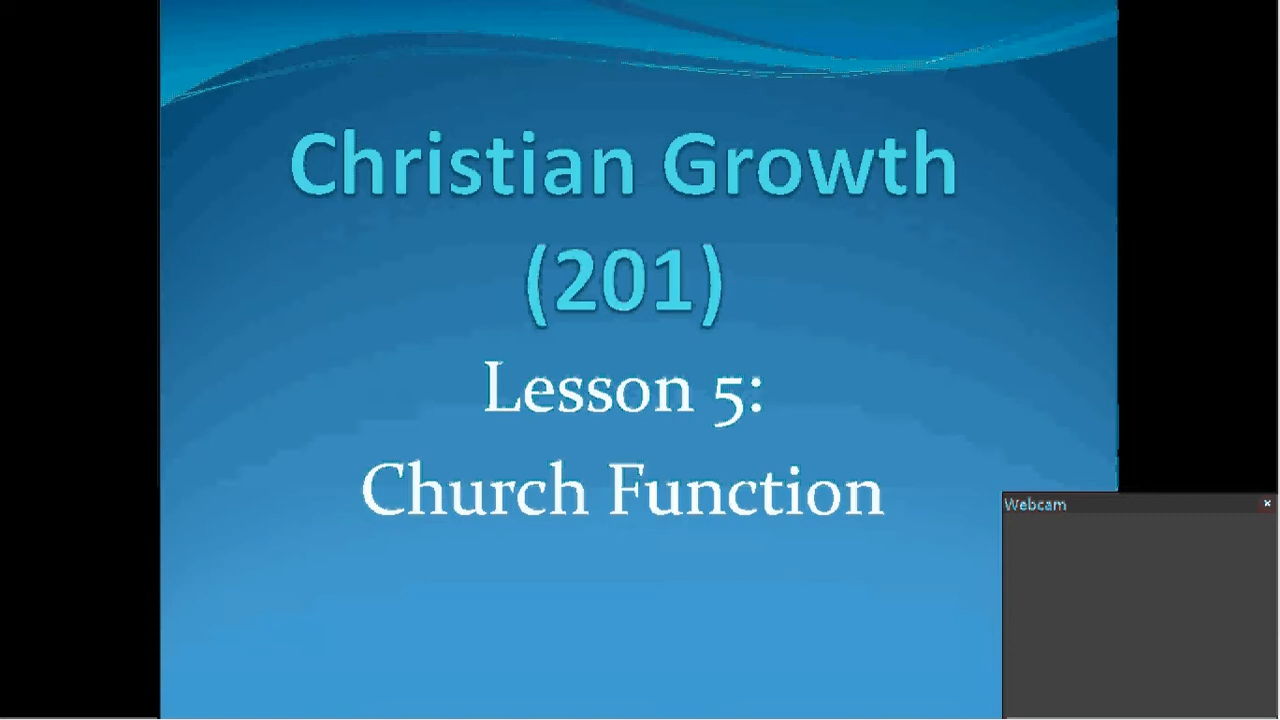 Christian Growth
(201)
Lesson 5:
Church Function
Webcam